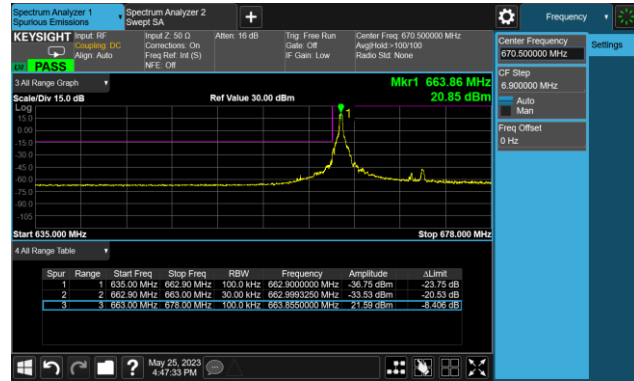 Spectrum Analyzer 1
Spurious Emissions
Spectrum Analyzer 2
Swept SA
Frequency
KEYSIGHT
Input: RF
Coupling: DC
Align: Auto
Input Z: 50 Ω
Corrections: On
Freq Ref: Int (S)
NFE: Off
Atten: 16 dB
Trig: Free Run
Gate: Off
IF Gain: Low
Center Freq: 670.500000 MHz
Avg|Hold:>100/100
Radio Std: None
PASS
Center Frequency
670.500000 MHz
Settings
CF Step
6.900000 MHz
Auto
Man
Freq Offset
0 Hz
3 All Range Graph
Mkr1 663.86 MHz
Scale/Div 15.0 dB
Ref Value 30.00 dBm
20.85 dBm
Log
15.0
0.00
-15.0
-30.0
-45.0
-60.0
-75.0
-90.0
-105
1
Start 635.000 MHz
Stop 678.000 MHz
4 All Range Table
Spur Range Start Freq Stop Freq RBW Frequency Amplitude ΔLimit
1 1 635.00 MHz 662.90 MHz 100.0 kHz 662.9000000 MHz -36.75 dBm -23.75 dB
2 2 662.90 MHz 663.00 MHz 30.00 kHz 662.9993250 MHz -33.53 dBm -20.53 dB
3 3 663.00 MHz 678.00 MHz 100.0 kHz 663.8550000 MHz 21.59 dBm -8.406 dB
May 25, 2023
4:47:33 PM